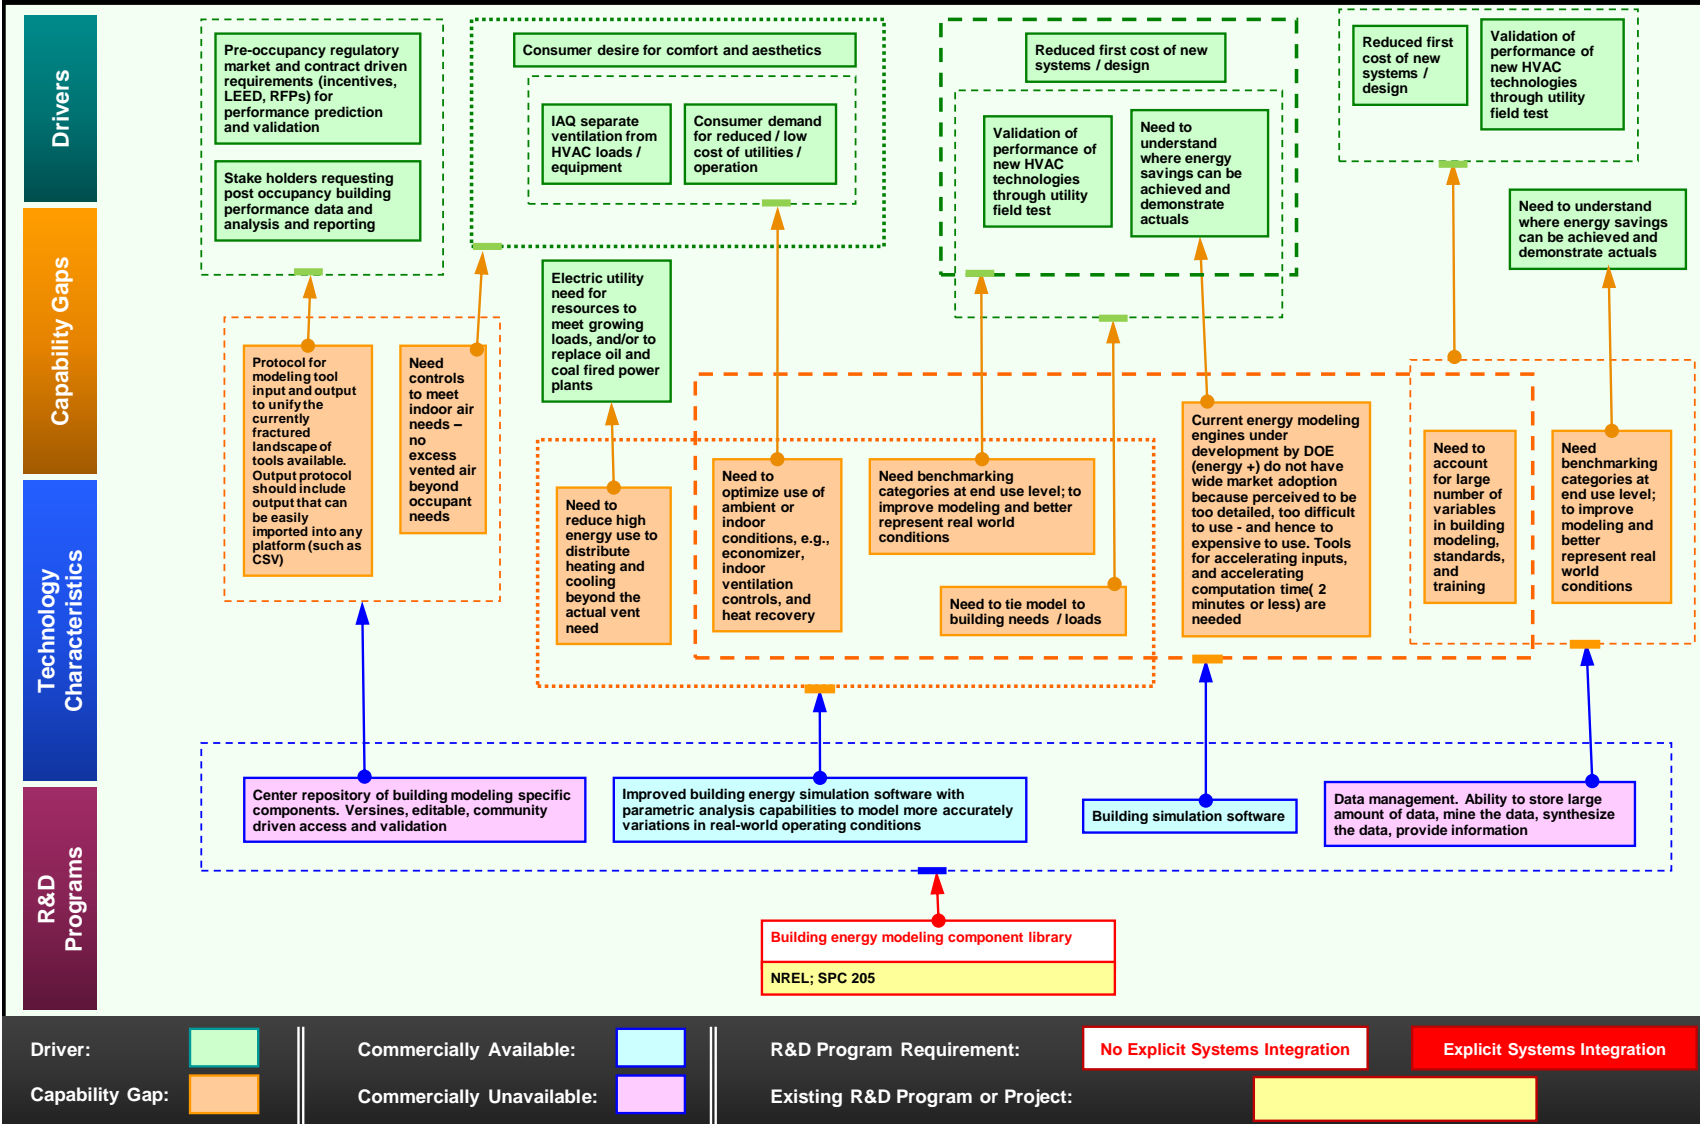 Drivers
Capability Gaps
Technology
Characteristics
R&D
Programs
Pre-occupancy regulatory
market and contract driven
requirements (incentives,
LEED, RFPs) for
performance prediction
and validation
Stake holders requesting
post occupancy building
performance data and
analysis and reporting
Consumer desire for comfort and aesthetics
IAQ separate
ventilation from
HVAC loads /
equipment
Consumer demand
for reduced / low
cost of utilities /
operation
Reduced first cost of new
systems / design
Validation of
performance of
new HVAC
technologies
through utility
field test
Need to
understand
where energy
savings can be
achieved and
demonstrate
actuals
Reduced first
cost of new
systems /
design
Validation of
performance of
new HVAC
technologies
through utility
field test
Need to understand
where energy savings
can be achieved and
demonstrate actuals
Electric utility
need for
resources to
meet growing
loads, and/or to
replace oil and
coal fired power
plants
Protocol for
modeling tool
input and output
to unify the
currently
fractured
landscape of
tools available.
Output protocol
should include
output that can
be easily
imported into any
platform (such as
CSV)
Need
controls
to meet
indoor air
needs –
no
excess
vented air
beyond
occupant
needs
Need to
reduce high
energy use to
distribute
heating and
cooling
beyond the
actual vent
need
Need to
optimize use of
ambient or
indoor
conditions, e.g.,
economizer,
indoor
ventilation
controls, and
heat recovery
Need benchmarking
categories at end use level; to
improve modeling and better
represent real world
conditions
Need to tie model to
building needs / loads
Current energy modeling
engines under
development by DOE
(energy +) do not have
wide market adoption
because perceived to be
too detailed, too difficult
to use - and hence to
expensive to use. Tools
for accelerating inputs,
and accelerating
computation time( 2
minutes or less) are
needed
Need to
account
for large
number of
variables
in building
modeling,
standards,
and
training
Need
benchmarking
categories at
end use level;
to improve
modeling and
better
represent real
world
conditions
Center repository of building modeling specific
components. Versines, editable, community
driven access and validation
Improved building energy simulation software with
parametric analysis capabilities to model more accurately
variations in real-world operating conditions
Building simulation software
Data management. Ability to store large
amount of data, mine the data, synthesize
the data, provide information
Building energy modeling component library
NREL; SPC 205
Driver:
Capability Gap:
Commercially Available:
Commercially Unavailable:
R&D Program Requirement:
No Explicit Systems Integration
Explicit Systems Integration
Existing R&D Program or Project: